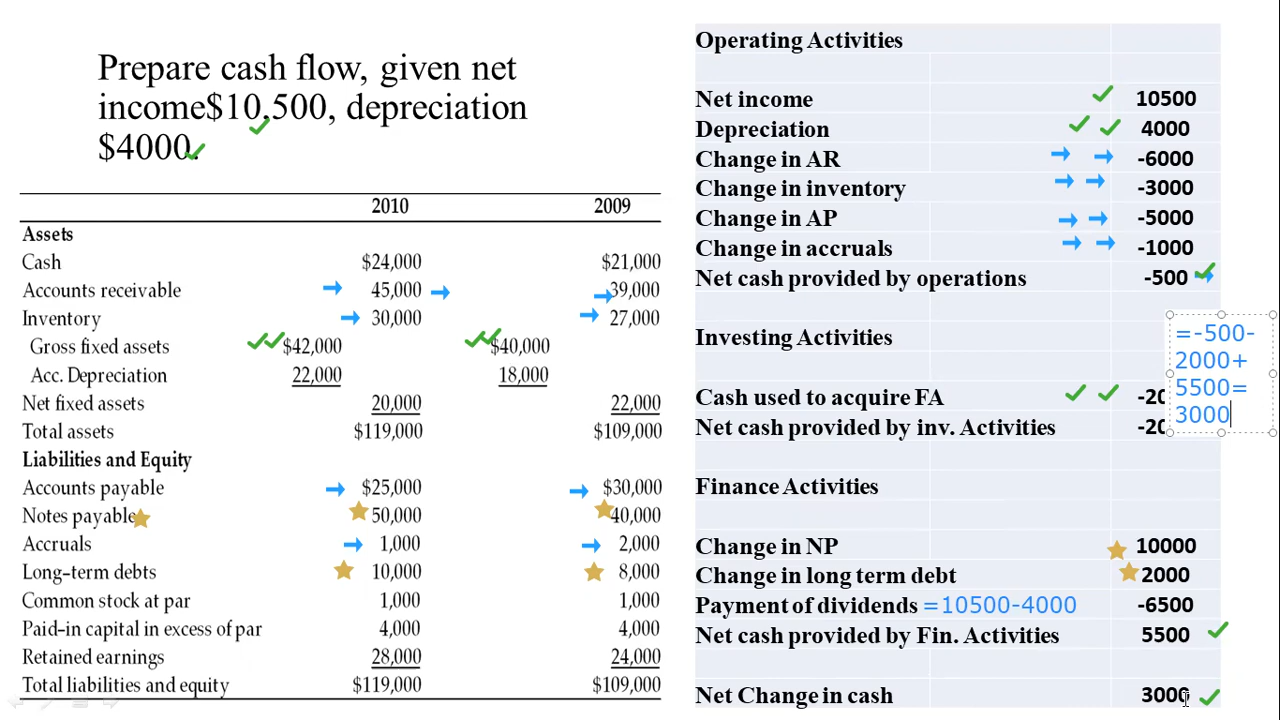 Prepare cash flow, given net
income$10,500, depreciation
$4000.
2010 2009
Assets
Cash $24,000 $21,000
Accounts receivable 45,000 39,000
Inventory 30,000 27,000
Gross fixed assets $42,000 $40,000
Acc. Depreciation 22,000 18,000
Net fixed assets 20,000 22,000
Total assets $119,000 $109,000
Liabilities and Equity
Accounts payable $25,000 $30,000
Notes payable 50,000 40,000
Accruals 1,000 2,000
Long-term debts 10,000 8,000
Common stock at par 1,000 1,000
Paid-in capital in excess of par 4,000 4,000
Retained earnings 28,000 24,000
Total liabilities and equity $119,000 $109,000
Operating Activities
Net income 10500
Depreciation 4000
Change in AR -6000
Change in inventory -3000
Change in AP -5000
Change in accruals -1000
Net cash provided by operations -500
Investing Activities
Cash used to acquire FA
Net cash provided by inv. Activities
=-500-
2000+
5500=
3000
Finance Activities
Change in NP 10000
Change in long term debt 2000
Payment of dividends =10500-4000 -6500
Net cash provided by Fin. Activities 5500
Net Change in cash 3000